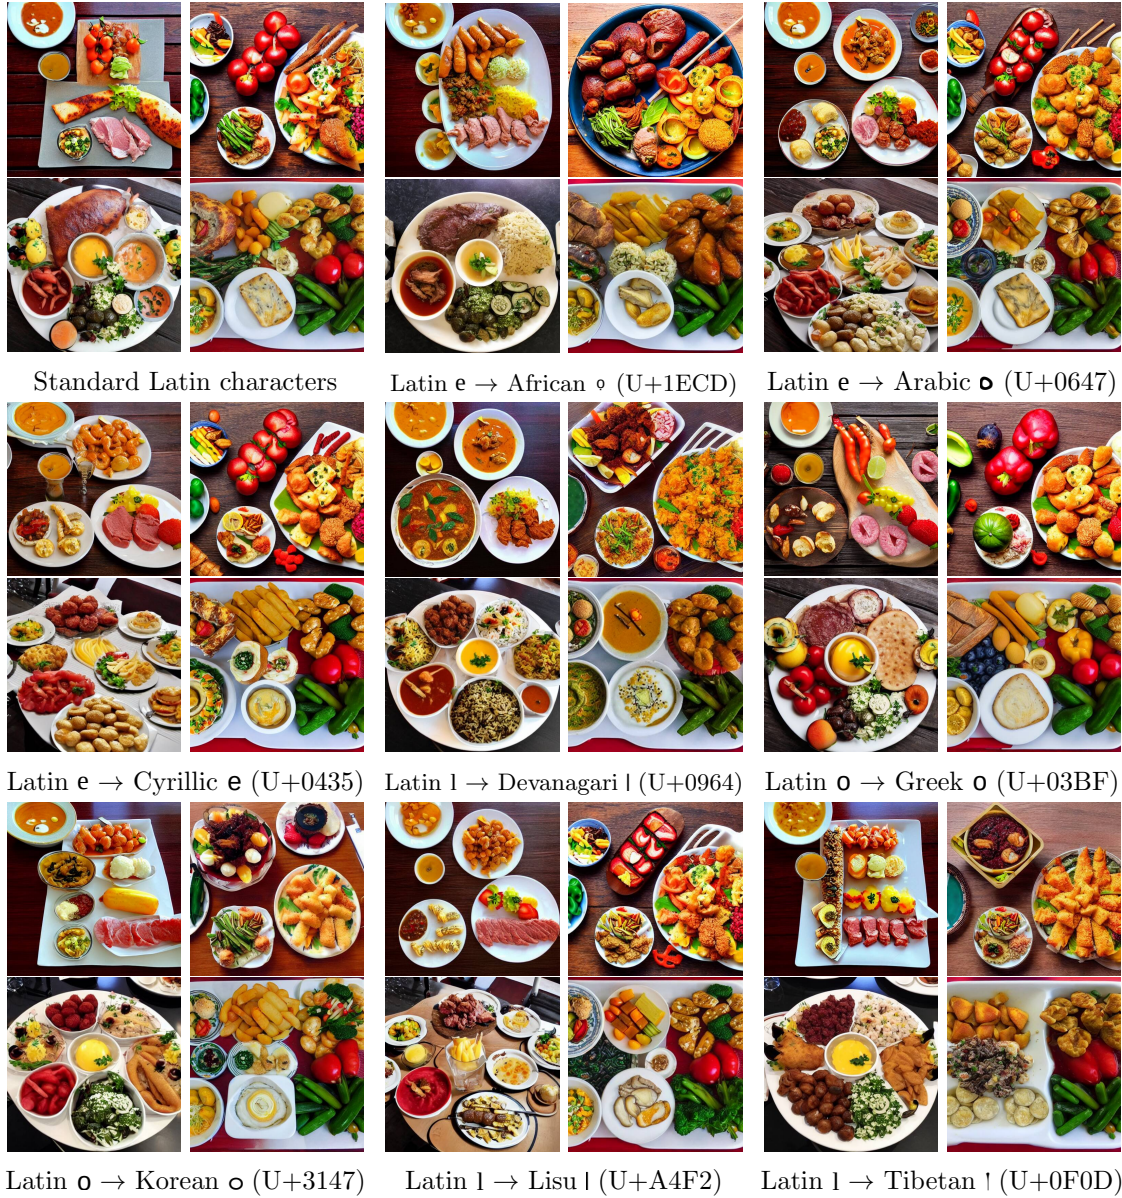 Standard Latin characters
Latin e → African ọ (U+1ECD)
Latin e → Arabic ه (U+0647)
Latin e → Cyrillic е (U+0435)
Latin l → Devanagari । (U+0964)
Latin o → Greek ο (U+03BF)
Latin o → Korean ㅇ (U+3147)
Latin l → Lisu ꓲ (U+A4F2)
Latin l → Tibetan ། (U+0F0D)